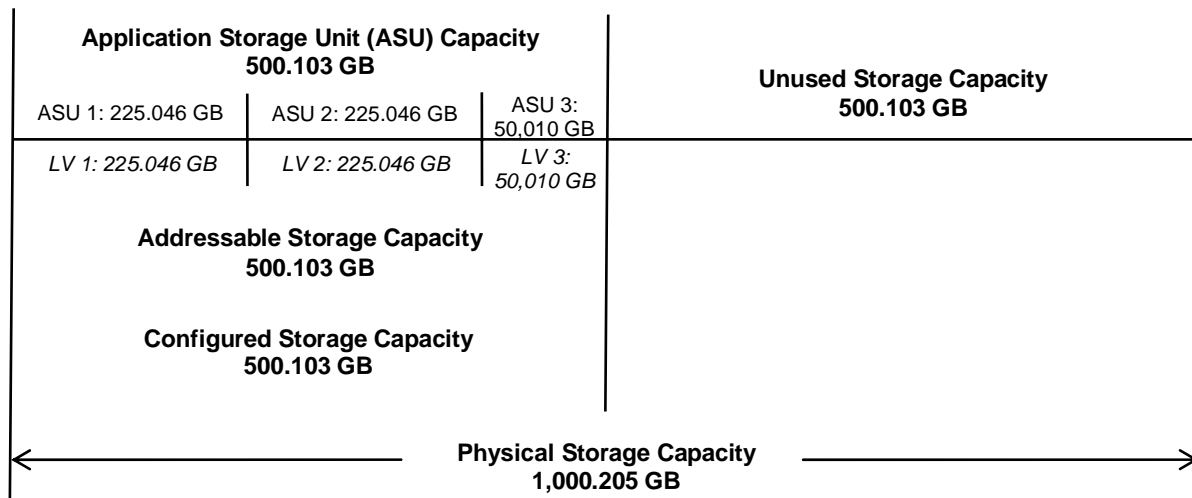 Application Storage Unit (ASU) Capacity
500.103 GB
Unused Storage Capacity
500.103 GB
ASU 1: 225.046 GB
ASU 2: 225.046 GB
ASU 3:
50,010 GB
LV 1: 225.046 GB
LV 2: 225.046 GB
LV 3:
50,010 GB
Addressable Storage Capacity
500.103 GB
Configured Storage Capacity
500.103 GB
Physical Storage Capacity
1,000.205 GB